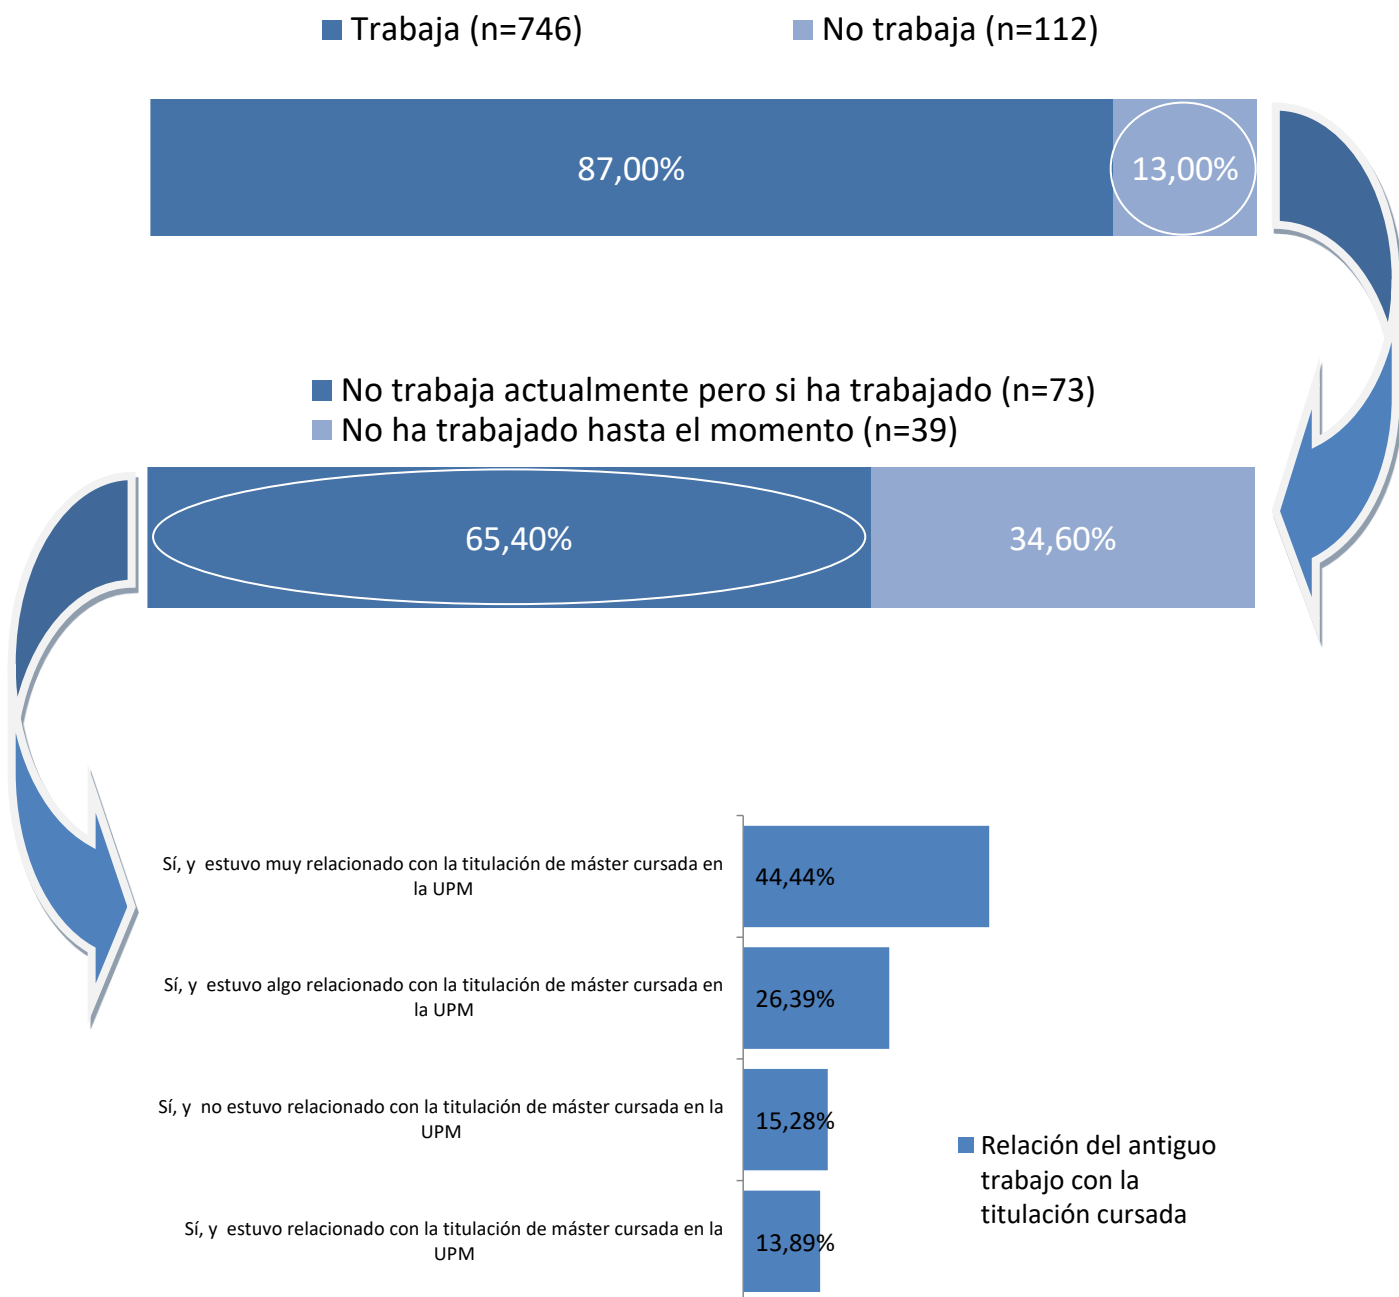 Trabaja (n=746)
No trabaja (n=112)
87,00%
13,00%
No trabaja actualmente pero si ha trabajado (n=73)
No ha trabajado hasta el momento (n=39)
65,40%
34,60%
Sí, y  estuvo muy relacionado con la titulación de máster cursada en
la UPM
44,44%
Sí, y  estuvo algo relacionado con la titulación de máster cursada en
la UPM
26,39%
Sí, y  no estuvo relacionado con la titulación de máster cursada en la
UPM
15,28%
Sí, y  estuvo relacionado con la titulación de máster cursada en la
UPM
13,89%
Relación del antiguo
trabajo con la
titulación cursada